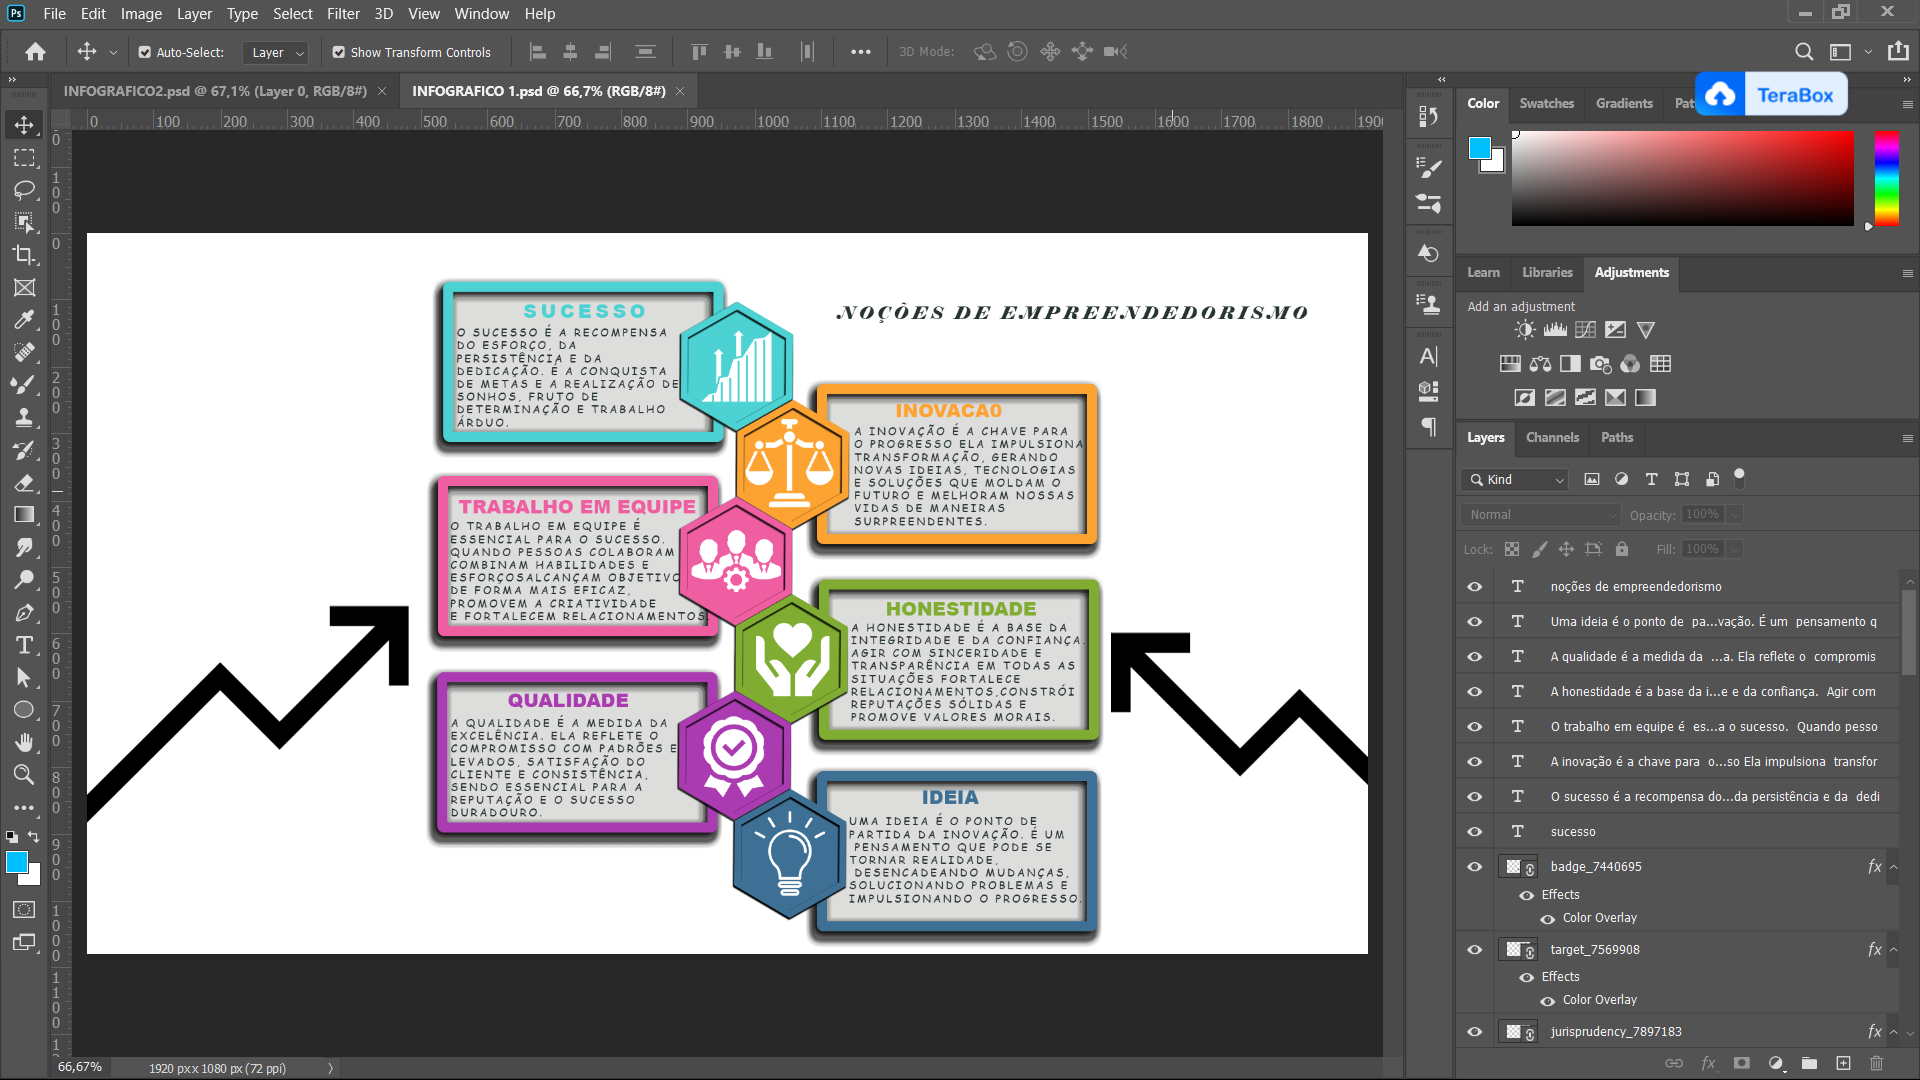 Ps File Edit Image Layer Type Select Filter 3D View Window Help
Auto-Select: Layer Show Transform Controls 3D Mode:
INFOGRAFICO2.psd @ 67,1% (Layer 0, RGB/8#) × INFOGRAFICO 1.psd @ 66,7% (RGB/8#) ×
0 100 200 300 400 500 600 700 800 900 1000 1100 1200 1300 1400 1500 1600 1700 1800 1900
NOÇÕES DE EMPREENDEDORISMO
SUCESSO
O SUCESSO É A RECOMPENSA
DO ESFORÇO, DA
PERSISTÊNCIA E DA
DEDICAÇÃO. É A CONQUISTA
DE METAS E A REALIZAÇÃO DE
SONHOS, FRUTO DE
DETERMINAÇÃO E TRABALHO
ÁRDUO.
INOVACA0
A INOVAÇÃO É A CHAVE PARA
O PROGRESSO ELA IMPULSIONA
TRANSFORMAÇÃO, GERANDO
NOVAS IDEIAS, TECNOLOGIAS
E SOLUÇÕES QUE MOLDAM O
FUTURO E MELHORAM NOSSAS
VIDAS DE MANEIRAS
SURPREENDENTES.
TRABALHO EM EQUIPE
O TRABALHO EM EQUIPE É
ESSENCIAL PARA O SUCESSO.
QUANDO PESSOAS COLABORAM
COMBINAM HABILIDADES E
ESFORÇOSALCANÇAM OBJETIVO
DE FORMA MAIS EFICAZ,
PROMOVEM A CRIATIVIDADE
E FORTALECEM RELACIONAMENTOS.
HONESTIDADE
A HONESTIDADE É A BASE DA
INTEGRIDADE E DA CONFIANÇA.
AGIR COM SINCERIDADE E
TRANSPARÊNCIA EM TODAS AS
SITUAÇÕES FORTALECE
RELACIONAMENTOS,CONSTRÓI
REPUTAÇÕES SÓLIDAS E
PROMOVE VALORES MORAIS.
QUALIDADE
A QUALIDADE É A MEDIDA DA
EXCELÊNCIA. ELA REFLETE O
COMPROMISSO COM PADRÕES E
LEVADOS, SATISFAÇÃO DO
CLIENTE E CONSISTÊNCIA,
SENDO ESSENCIAL PARA A
REPUTAÇÃO E O SUCESSO
DURADOURO.
IDEIA
UMA IDEIA É O PONTO DE
PARTIDA DA INOVAÇÃO. É UM
PENSAMENTO QUE PODE SE
TORNAR REALIDADE,
DESENCADEANDO MUDANÇAS,
SOLUCIONANDO PROBLEMAS E
IMPULSIONANDO O PROGRESSO.
66,67% 1920 px x 1080 px (72 ppi)
Color Swatches Gradients Pat
TeraBox
Learn Libraries Adjustments
Add an adjustment
Layers Channels Paths
Kind
Normal Opacity: 100%
Lock: Fill: 100%
noções de empreendedorismo
Uma ideia é o ponto de pa...vação. É um pensamento q
A qualidade é a medida da ...a. Ela reflete o compromis
A honestidade é a base da i...e e da confiança. Agir com
O trabalho em equipe é es...a o sucesso. Quando pesso
A inovação é a chave para o...so Ela impulsiona transfor
O sucesso é a recompensa do...da persistência e da dedi
sucesso
badge_7440695 fx
Effects
Color Overlay
target_7569908 fx
Effects
Color Overlay
jurisprudency_7897183 fx